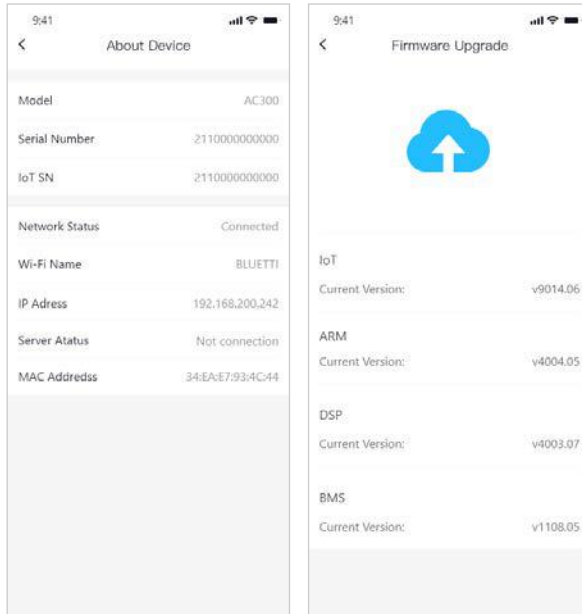 9:41
About Device
Model AC300
Serial Number 2110000000000
IoT SN 2110000000000
Network Status Connected
Wi-Fi Name BLUETTI
IP Adress 192.168.200.242
Server Atatus Not connection
MAC Addredss 34:EA:E7:93:4C:44
9:41
Firmware Upgrade
IoT
Current Version: v9014.06
ARM
Current Version: v4004.05
DSP
Current Version: v4003.07
BMS
Current Version: v1108.05